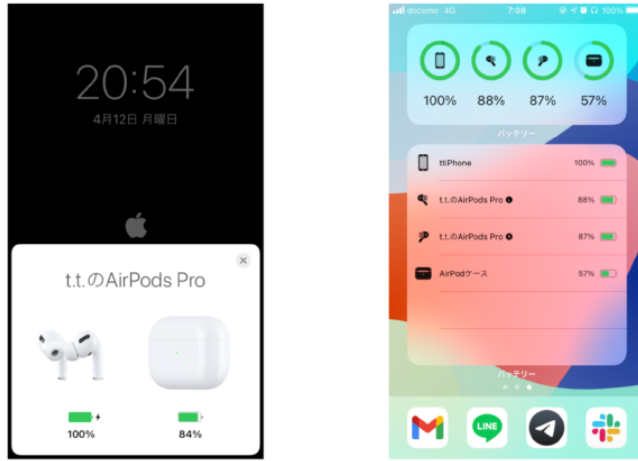 20:54
4月12日 月曜日
t.t.のAirPods Pro
100%
84%
docomo 4G
7:08
100%
100%
88%
87%
57%
バッテリー
ttiPhone
100%
t.t.のAirPods Pro L
88%
t.t.のAirPods Pro R
87%
AirPodケース
57%
バッテリー
LINE